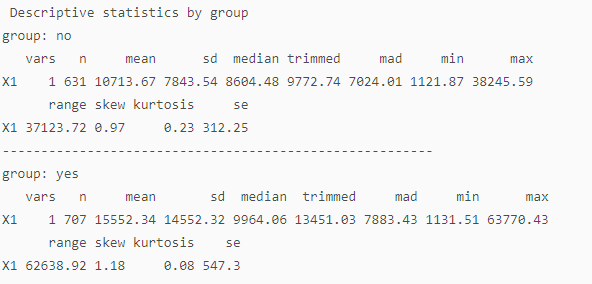 Descriptive statistics by group
group: no
vars n mean sd median trimmed mad min max
X1 1 631 10713.67 7843.54 8604.48 9772.74 7024.01 1121.87 38245.59
range skew kurtosis se
X1 37123.72 0.97 0.23 312.25
------------------------------------------------------
group: yes
vars n mean sd median trimmed mad min max
X1 1 707 15552.34 14552.32 9964.06 13451.03 7883.43 1131.51 63770.43
range skew kurtosis se
X1 62638.92 1.18 0.08 547.3